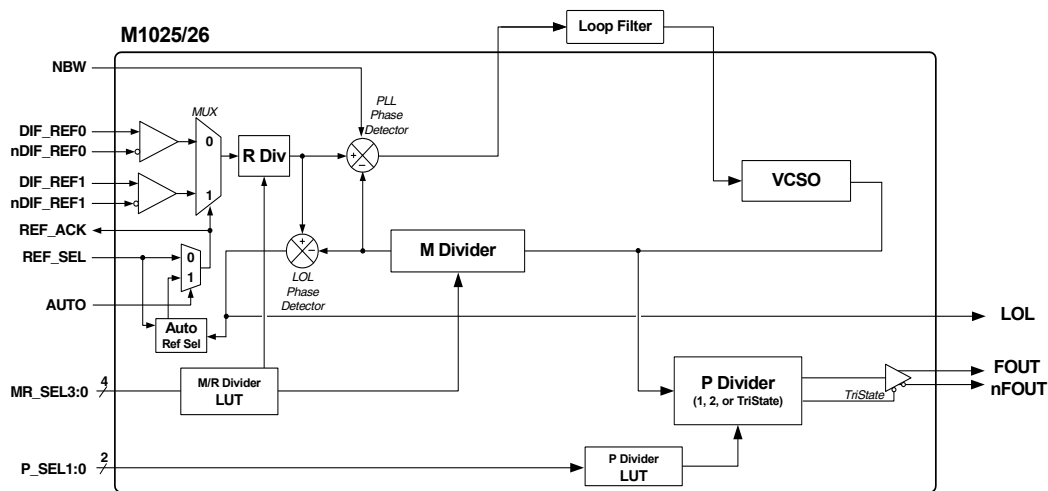 M1025/26
Loop Filter
NBW
MUX
PLL
Phase
Detector
DIF_REF0
nDIF_REF0
0
R Div
+
–
VCSO
DIF_REF1
nDIF_REF1
1
REF_ACK
REF_SEL
0
1
+
–
M Divider
LOL
Phase
Detector
AUTO
Auto
Ref Sel
LOL
MR_SEL3:0
4
M/R Divider
LUT
P Divider
(1, 2, or TriState)
TriState
FOUT
nFOUT
P_SEL1:0
2
P Divider
LUT